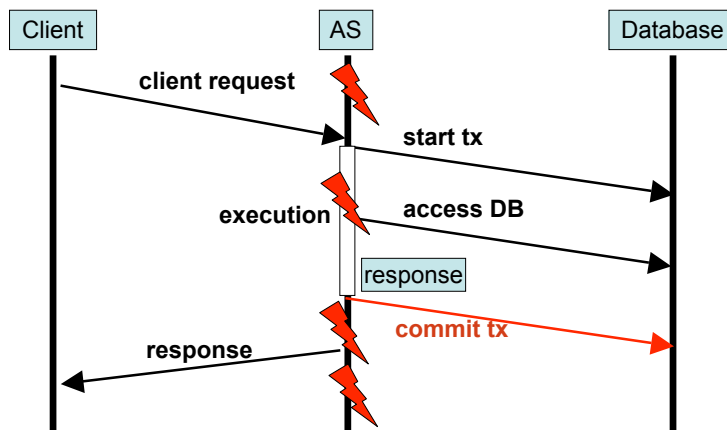 Client
AS
Database
client request
start tx
execution
access DB
response
commit tx
response